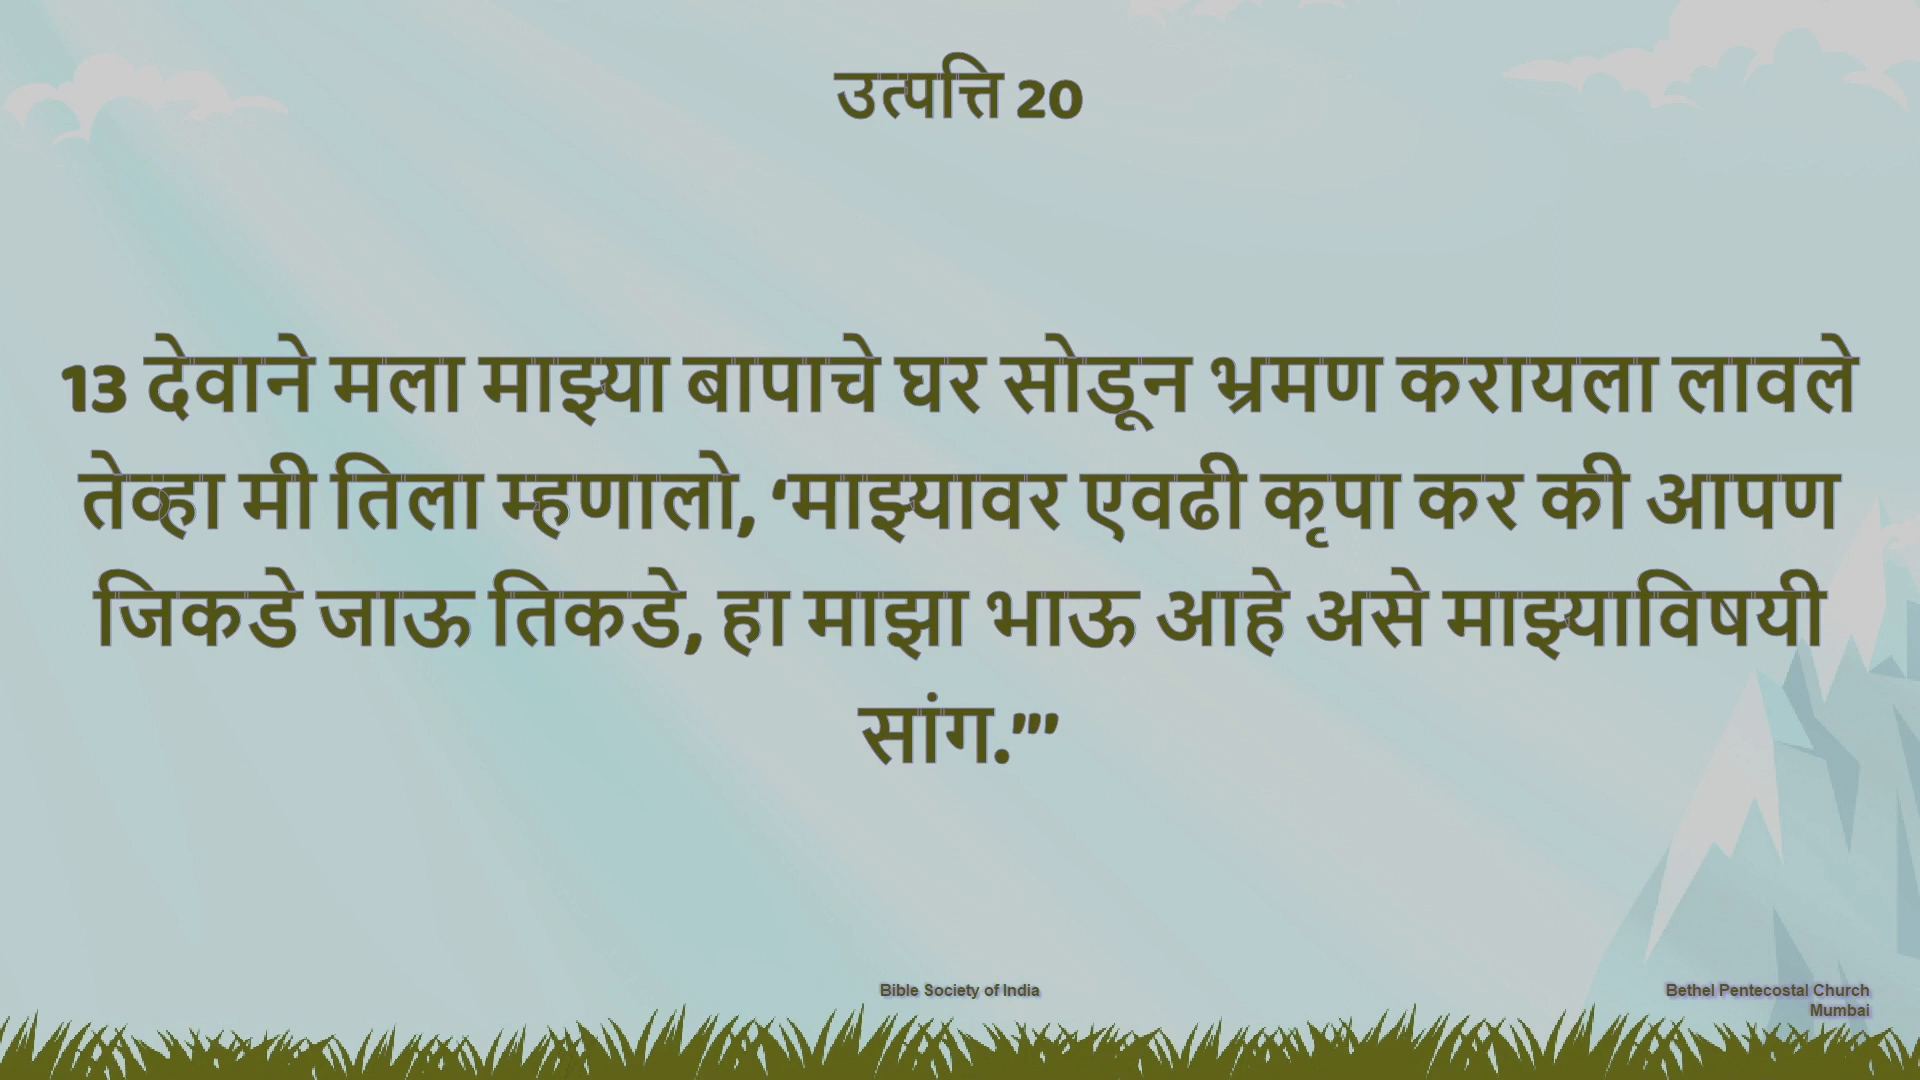 उत्पत्ति 20
13 देवाने मला माझ्या बापाचे घर सोडून भ्रमण करायला लावले
तेव्हा मी तिला म्हणालो, ‘माझ्यावर एवढी कृपा कर की आपण
जिकडे जाऊ तिकडे, हा माझा भाऊ आहे असे माझ्याविषयी
सांग.”’
Bible Society of India
Bethel Pentecostal Church
Mumbai